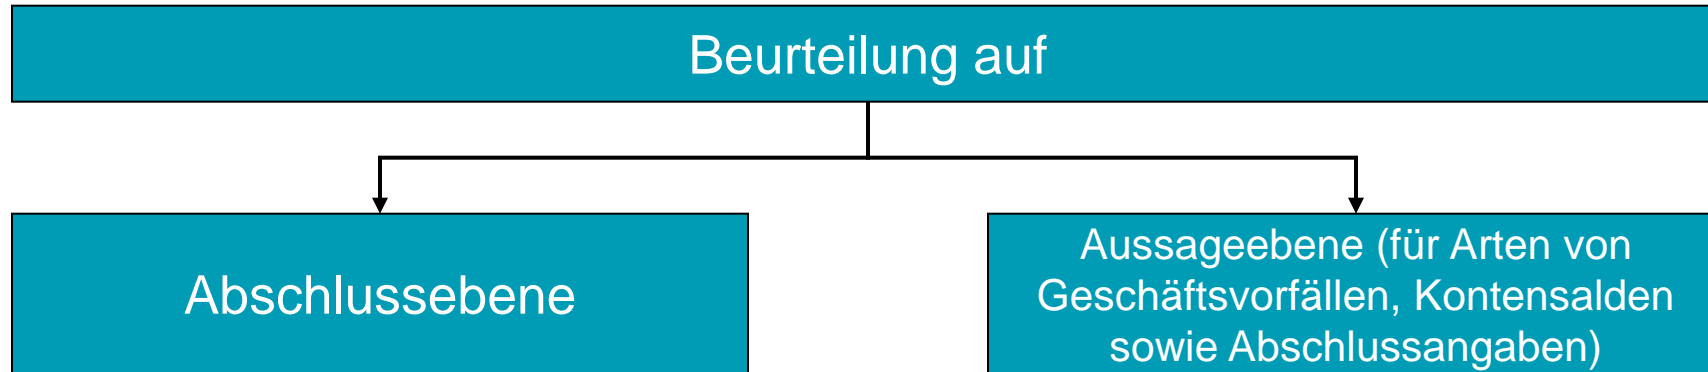 Beurteilung auf
Abschlussebene
Aussageebene (für Arten von
Geschäftsvorfällen, Kontensalden
sowie Abschlussangaben)